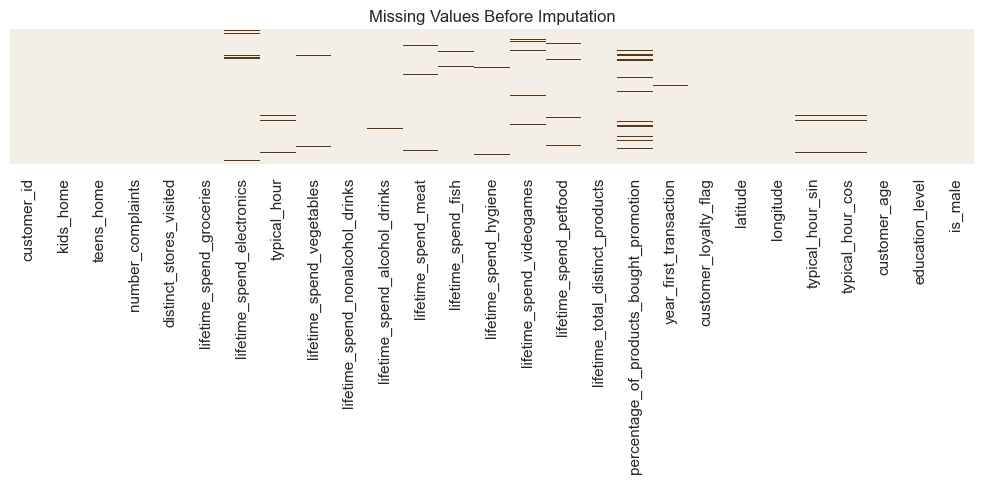 Missing Values Before Imputation
customer_id
kids_home
teens_home
number_complaints
distinct_stores_visited
lifetime_spend_groceries
lifetime_spend_electronics
typical_hour
lifetime_spend_vegetables
lifetime_spend_nonalcohol_drinks
lifetime_spend_alcohol_drinks
lifetime_spend_meat
lifetime_spend_fish
lifetime_spend_hygiene
lifetime_spend_videogames
lifetime_spend_petfood
lifetime_total_distinct_products
percentage_of_products_bought_promotion
year_first_transaction
customer_loyalty_flag
latitude
longitude
typical_hour_sin
typical_hour_cos
customer_age
education_level
is_male